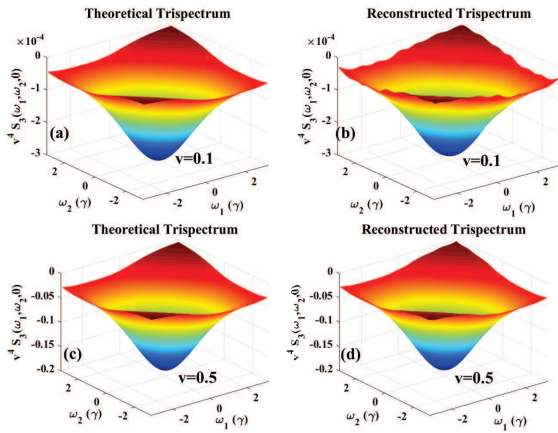 Theoretical Trispectrum
×10⁻⁴
0
-1
-2
-3
v⁴ S₃(ω₁,ω₂,0)
(a)
v=0.1
2
0
-2
ω₂ (γ)
-2
0
2
ω₁ (γ)
Reconstructed Trispectrum
×10⁻⁴
0
-1
-2
-3
v⁴ S₃(ω₁,ω₂,0)
(b)
v=0.1
2
0
-2
ω₂ (γ)
-2
0
2
ω₁ (γ)
Theoretical Trispectrum
0
-0.05
-0.1
-0.15
-0.2
v⁴ S₃(ω₁,ω₂,0)
(c)
v=0.5
2
0
-2
ω₂ (γ)
-2
0
2
ω₁ (γ)
Reconstructed Trispectrum
0
-0.05
-0.1
-0.15
-0.2
v⁴ S₃(ω₁,ω₂,0)
(d)
v=0.5
2
0
-2
ω₂ (γ)
-2
0
2
ω₁ (γ)